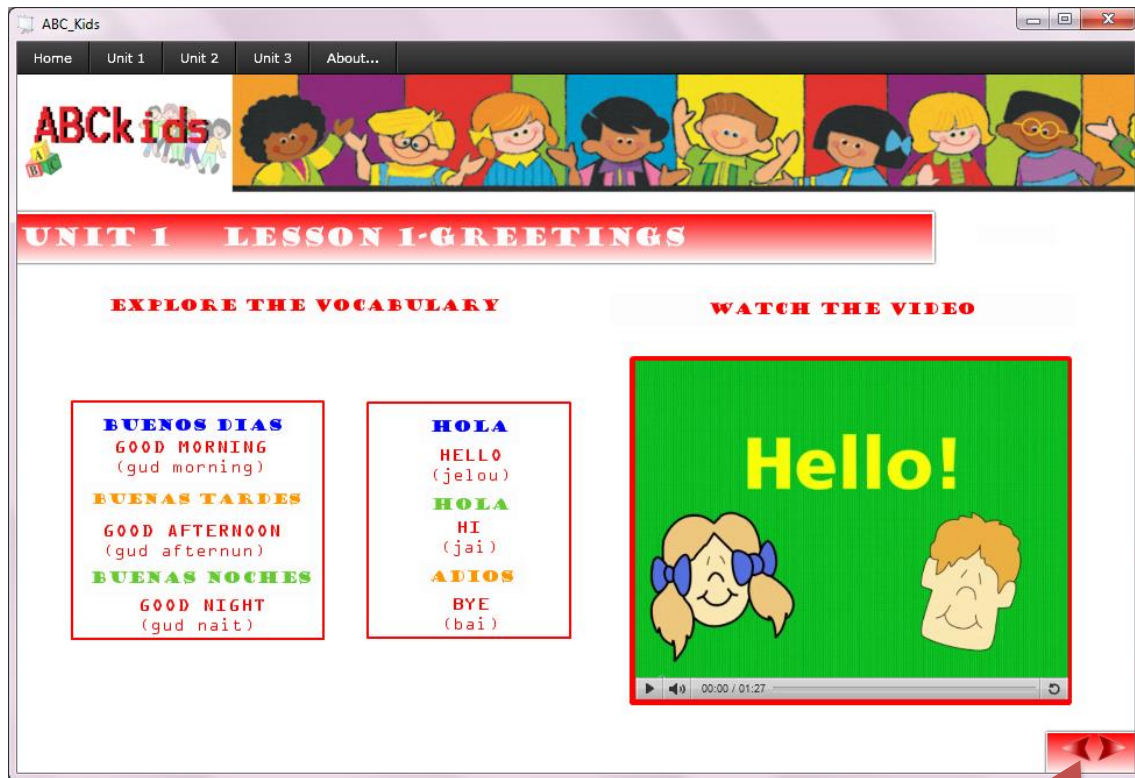 ABC_Kids
Home Unit 1 Unit 2 Unit 3 About...
ABCkids
A
B C
UNIT 1 LESSON 1-GREETINGS
EXPLORE THE VOCABULARY
BUENOS DIAS
GOOD MORNING
(gud morning)
BUENAS TARDES
GOOD AFTERNOON
(gud afternun)
BUENAS NOCHES
GOOD NIGHT
(gud nait)
HOLA
HELLO
(jelou)
HOLA
HI
(jai)
ADIOS
BYE
(bai)
WATCH THE VIDEO
Hello!
00:00 / 01:27